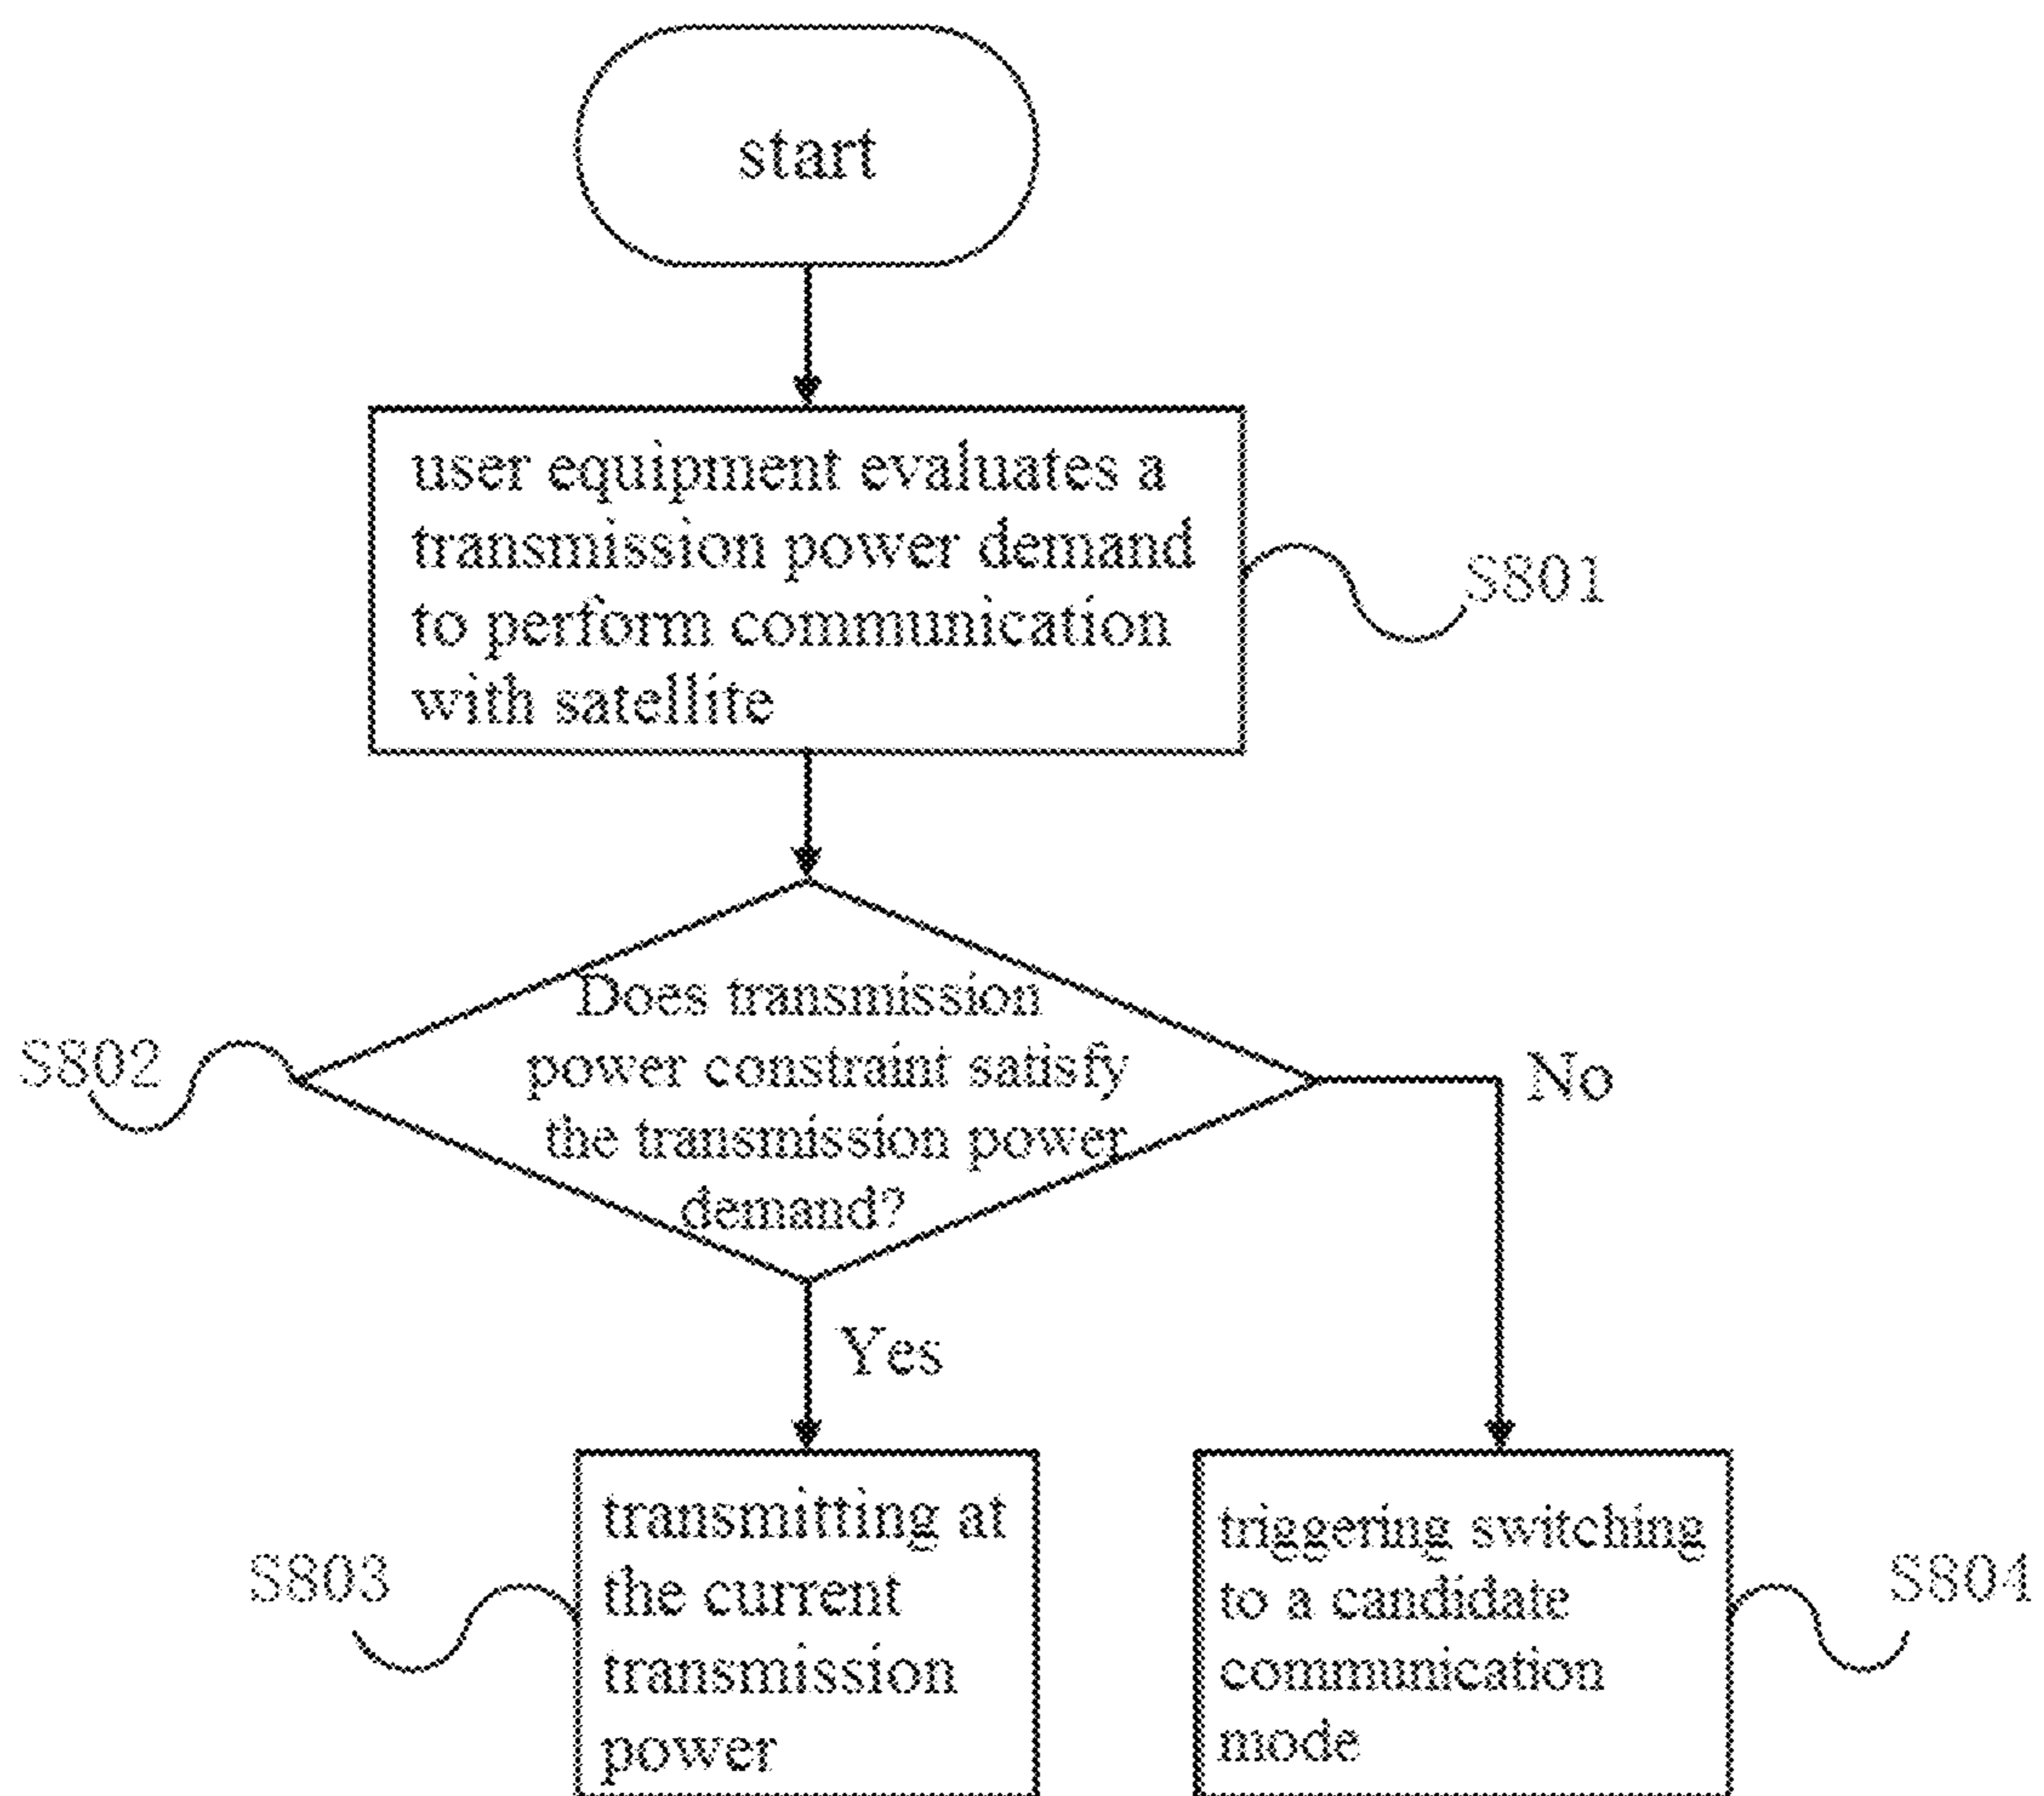 start
user equipment evaluates a
transmission power demand
to perform communication
with satellite
S801
Does transmission
power constraint satisfy
the transmission power
demand?
S802
No
Yes
transmitting at
the current
transmission
power
S803
triggering switching
to a candidate
communication
mode
S804